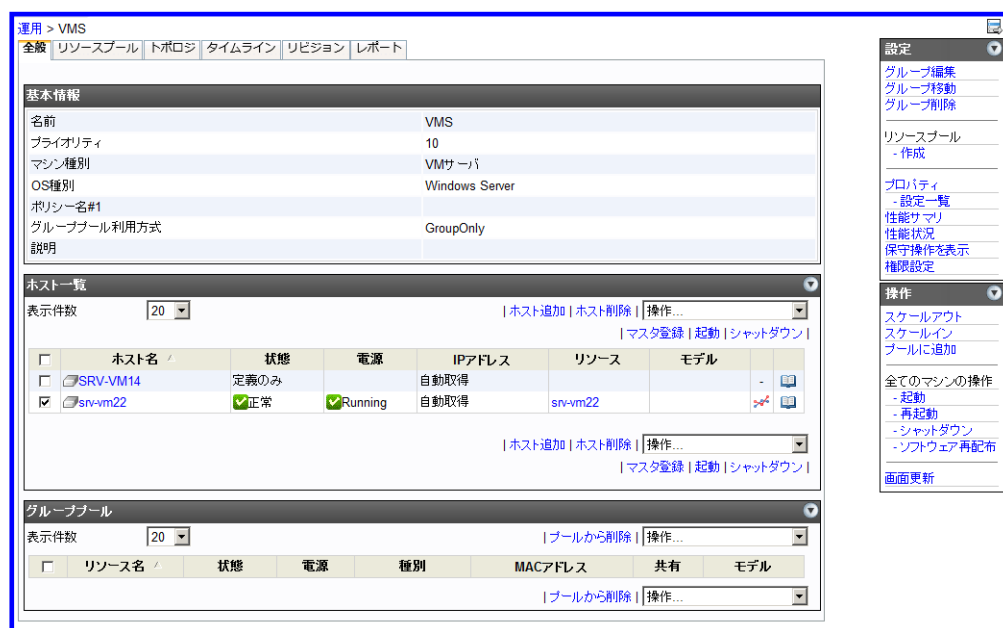 運用 > VMS
全般 リソースプール トポロジ タイムライン リビジョン レポート
基本情報
名前 VMS
プライオリティ 10
マシン種別 VMサーバ
OS種別 Windows Server
ポリシー名#1
グループプール利用方式 GroupOnly
説明
ホスト一覧
表示件数 20 | ホスト追加 | ホスト削除 | 操作...
| マスタ登録 | 起動 | シャットダウン |
ホスト名 状態 電源 IPアドレス リソース モデル
SRV-VM14 定義のみ 自動取得 -
srv-vm22 正常 Running 自動取得 srv-vm22
| ホスト追加 | ホスト削除 | 操作...
| マスタ登録 | 起動 | シャットダウン |
グループプール
表示件数 20 | プールから削除 | 操作...
リソース名 状態 電源 種別 MACアドレス 共有 モデル
| プールから削除 | 操作...
設定
グループ編集
グループ移動
グループ削除
リソースプール
- 作成
プロパティ
- 設定一覧
性能サマリ
性能状況
保守操作を表示
権限設定
操作
スケールアウト
スケールイン
プールに追加
全てのマシンの操作
- 起動
- 再起動
- シャットダウン
- ソフトウェア再配布
画面更新